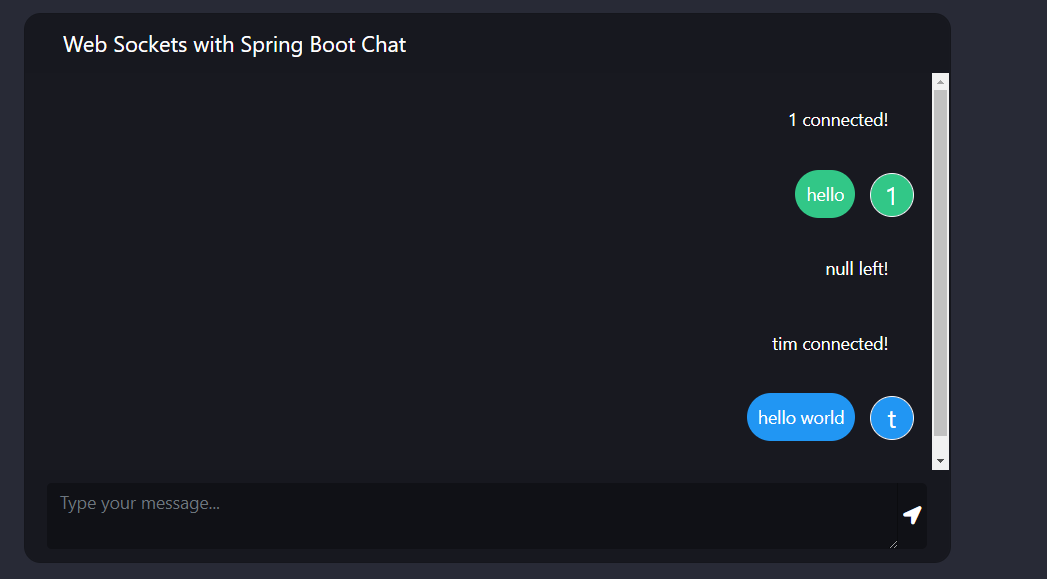 Web Sockets with Spring Boot Chat
1 connected!
hello 1
null left!
tim connected!
hello world t
Type your message...